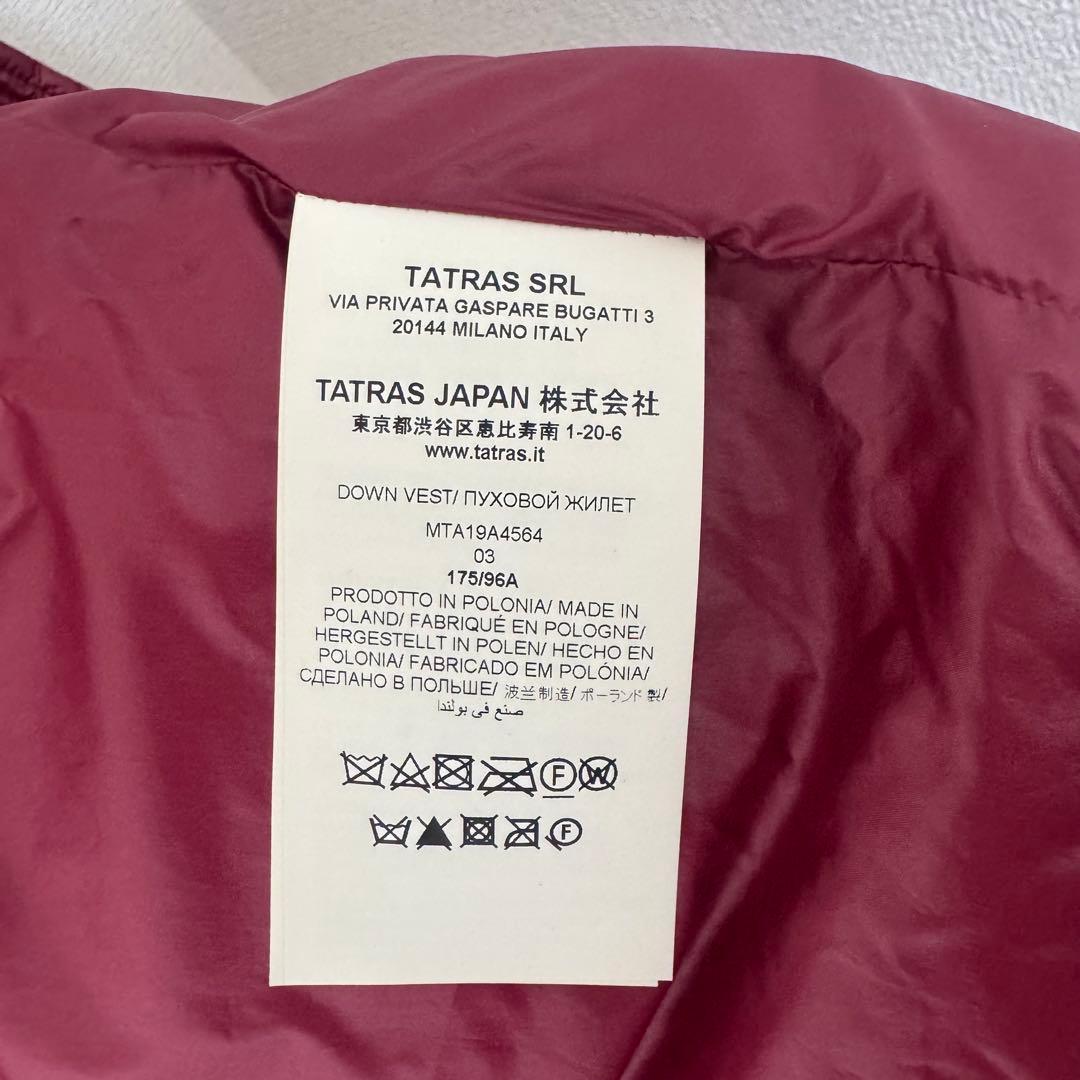 TATRAS SRL
VIA PRIVATA GASPARE BUGATTI 3
20144 MILANO ITALY
TATRAS JAPAN 株式会社
東京都渋谷区恵比寿南 1-20-6
www.tatras.it
DOWN VEST/ ПУХОВОЙ ЖИЛЕТ
MTA19A4564
03
175/96A
PRODOTTO IN POLONIA/ MADE IN
POLAND/ FABRIQUÉ EN POLOGNE/
HERGESTELLT IN POLEN/ HECHO EN
POLONIA/ FABRICADO EM POLÓNIA/
СДЕЛАНО В ПОЛЬШЕ/ 波兰制造/ ポーランド製/
صنع في بولندا
F W
F